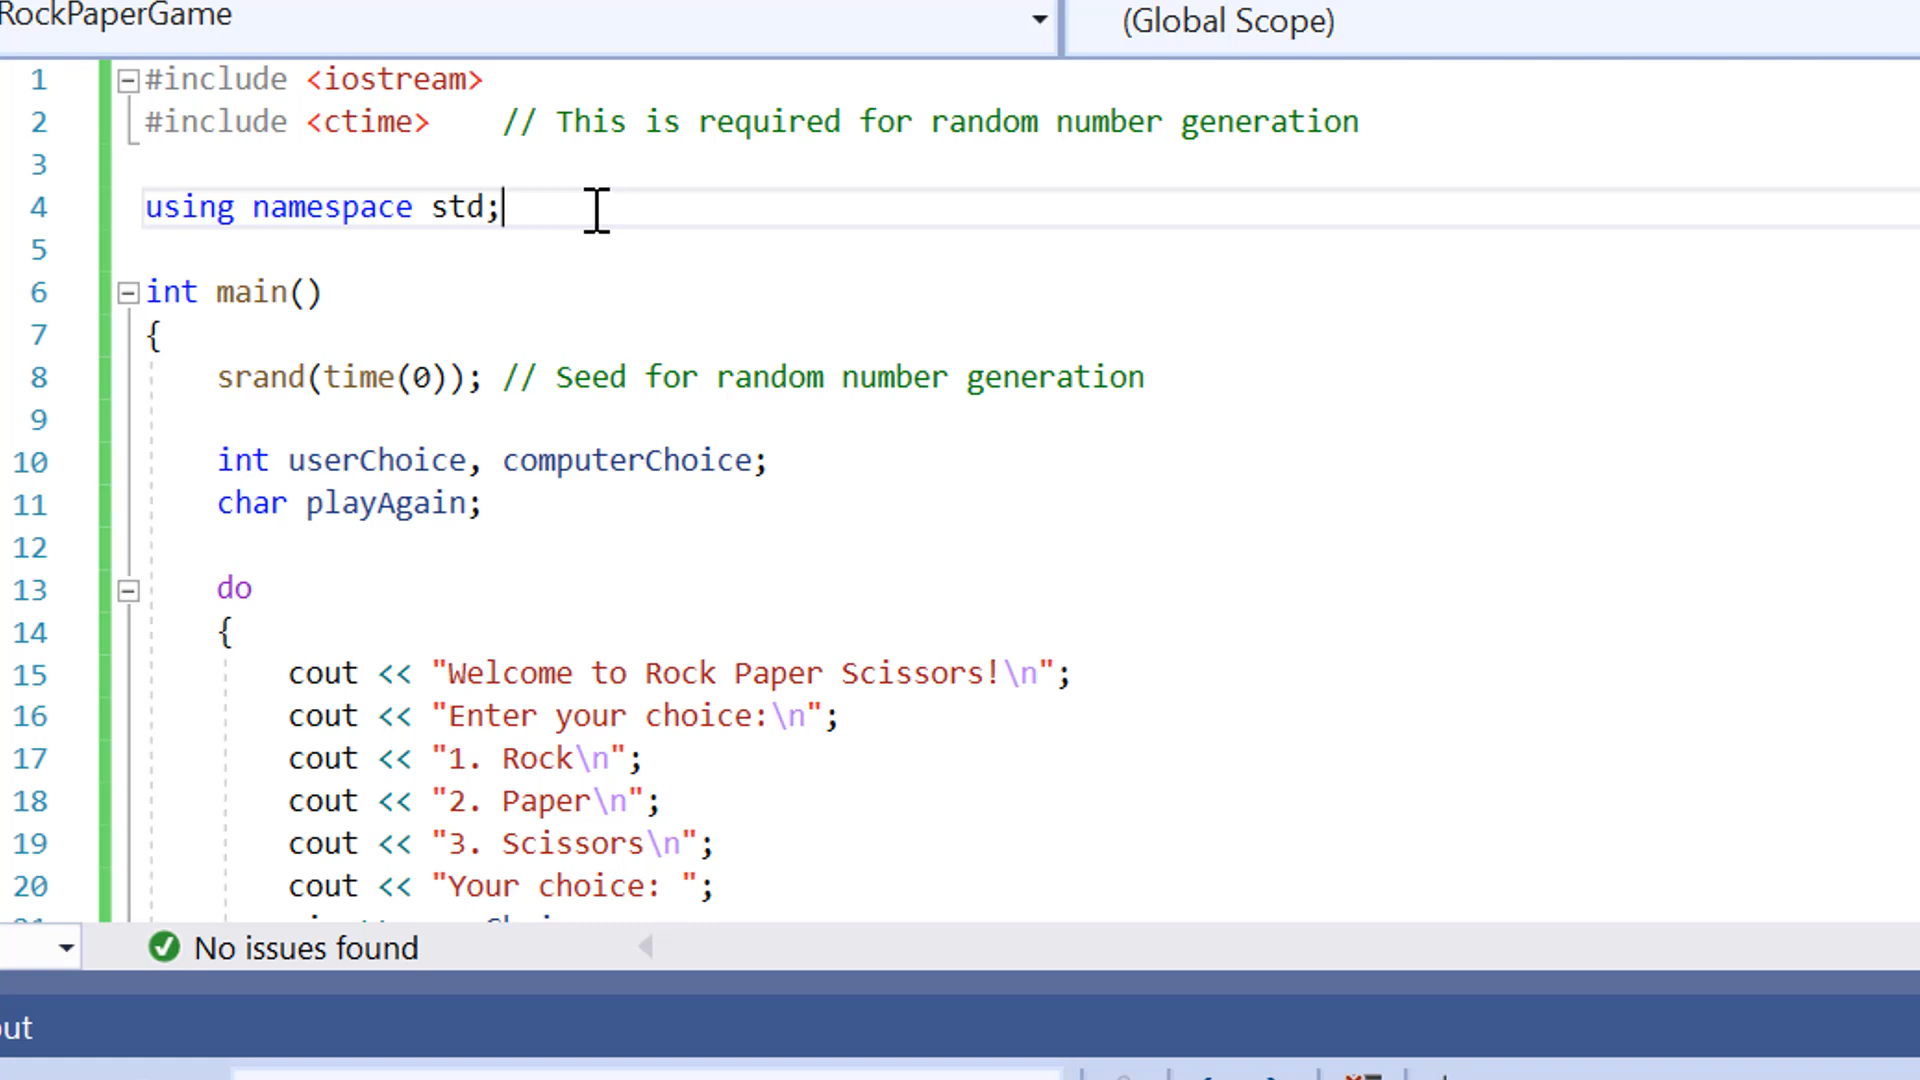 RockPaperGame
(Global Scope)
1 #include <iostream>
2 #include <ctime>    // This is required for random number generation
3
4 using namespace std;
5
6 int main()
7 {
8     srand(time(0)); // Seed for random number generation
9
10     int userChoice, computerChoice;
11     char playAgain;
12
13     do
14     {
15         cout << "Welcome to Rock Paper Scissors!\n";
16         cout << "Enter your choice:\n";
17         cout << "1. Rock\n";
18         cout << "2. Paper\n";
19         cout << "3. Scissors\n";
20         cout << "Your choice: ";
No issues found